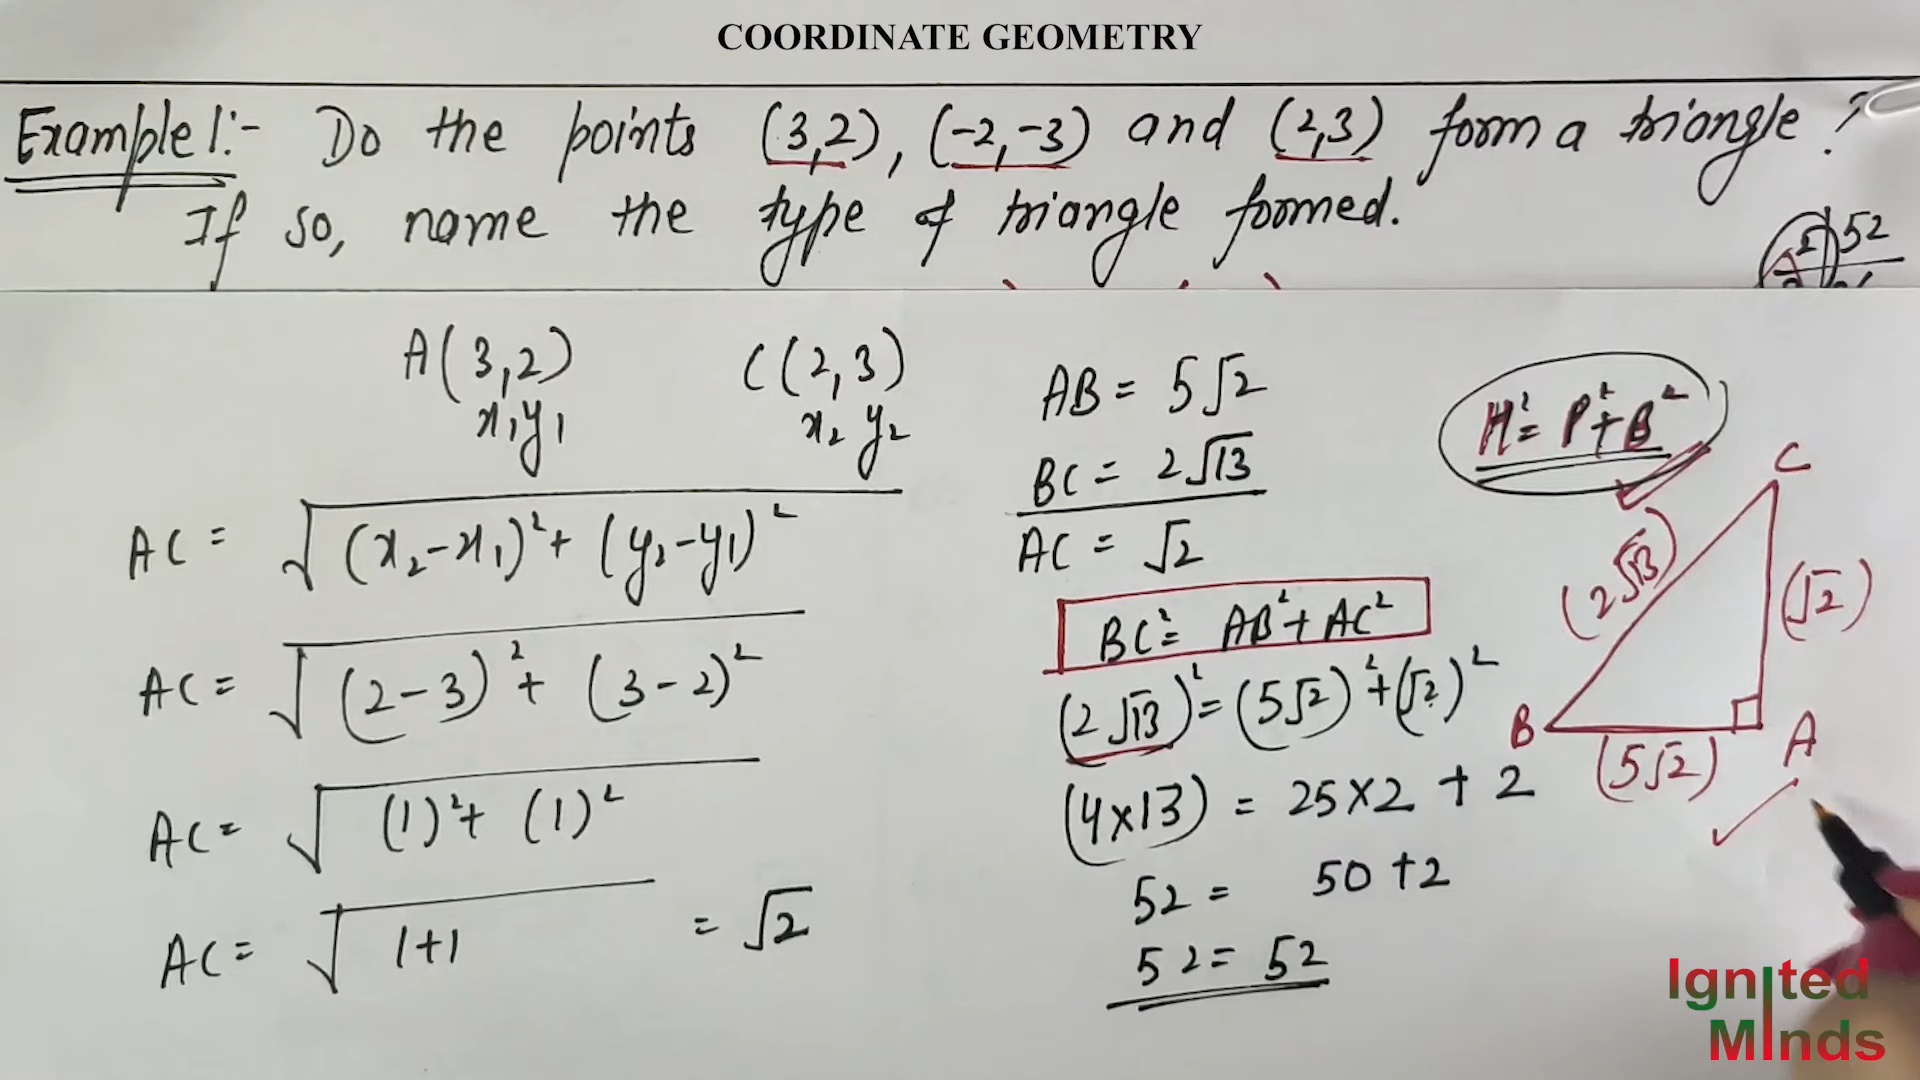 COORDINATE GEOMETRY
Example 1:- Do the points (3,2), (-2,-3) and (2,3) form a triangle?
If so, name the type of triangle formed.
52
A(3,2) C(2,3)
x₁y₁ x₂ y₂
AC = √(x₂-x₁)²+(y₂-y₁)²
AC = √(2-3)²+(3-2)²
AC = √(1)²+(1)²
AC = √1+1 = √2
AB = 5√2
BC = 2√13
AC = √2
BC² = AB²+AC²
(2√13)² = (5√2)²+(√2)²
(4×13) = 25×2 + 2
52 = 50+2
52 = 52
H² = P²+B²
C
(2√13)
(√2)
B
A
(5√2)
Ignited
Minds